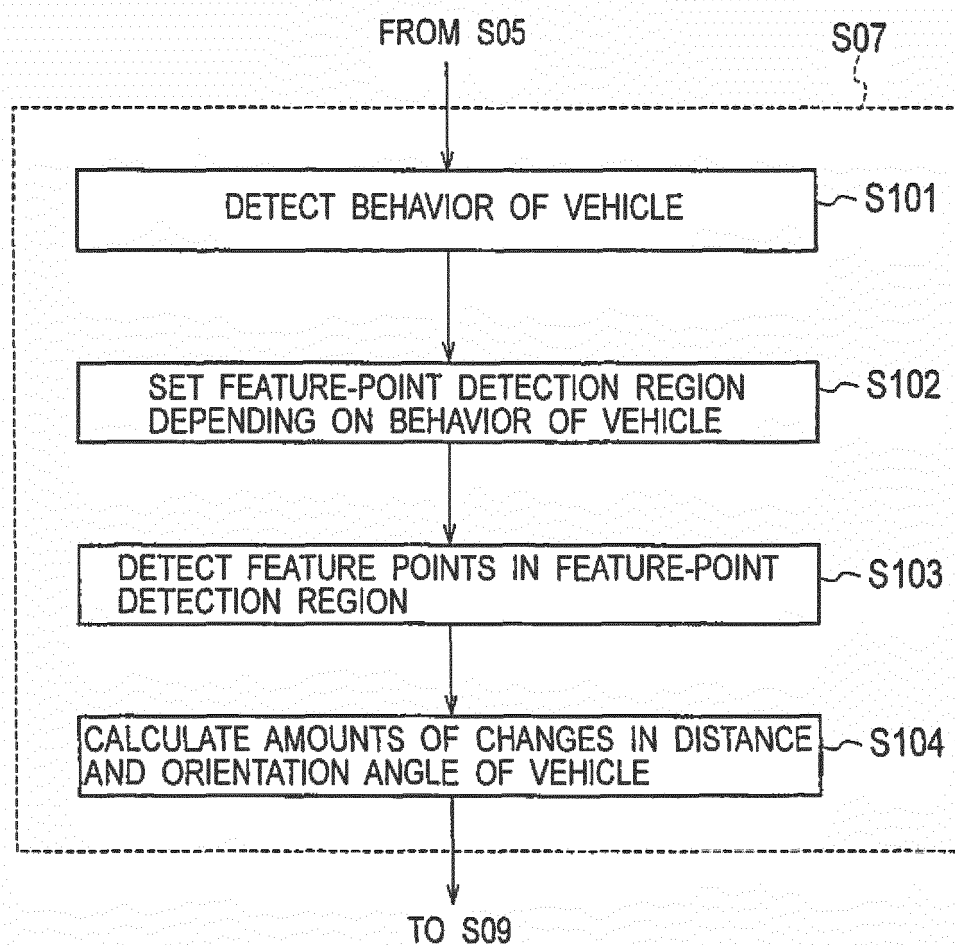 FROM S05
S07
DETECT BEHAVIOR OF VEHICLE
S101
SET FEATURE-POINT DETECTION REGION
DEPENDING ON BEHAVIOR OF VEHICLE
S102
DETECT FEATURE POINTS IN FEATURE-POINT
DETECTION REGION
S103
CALCULATE AMOUNTS OF CHANGES IN DISTANCE
AND ORIENTATION ANGLE OF VEHICLE
S104
TO S09